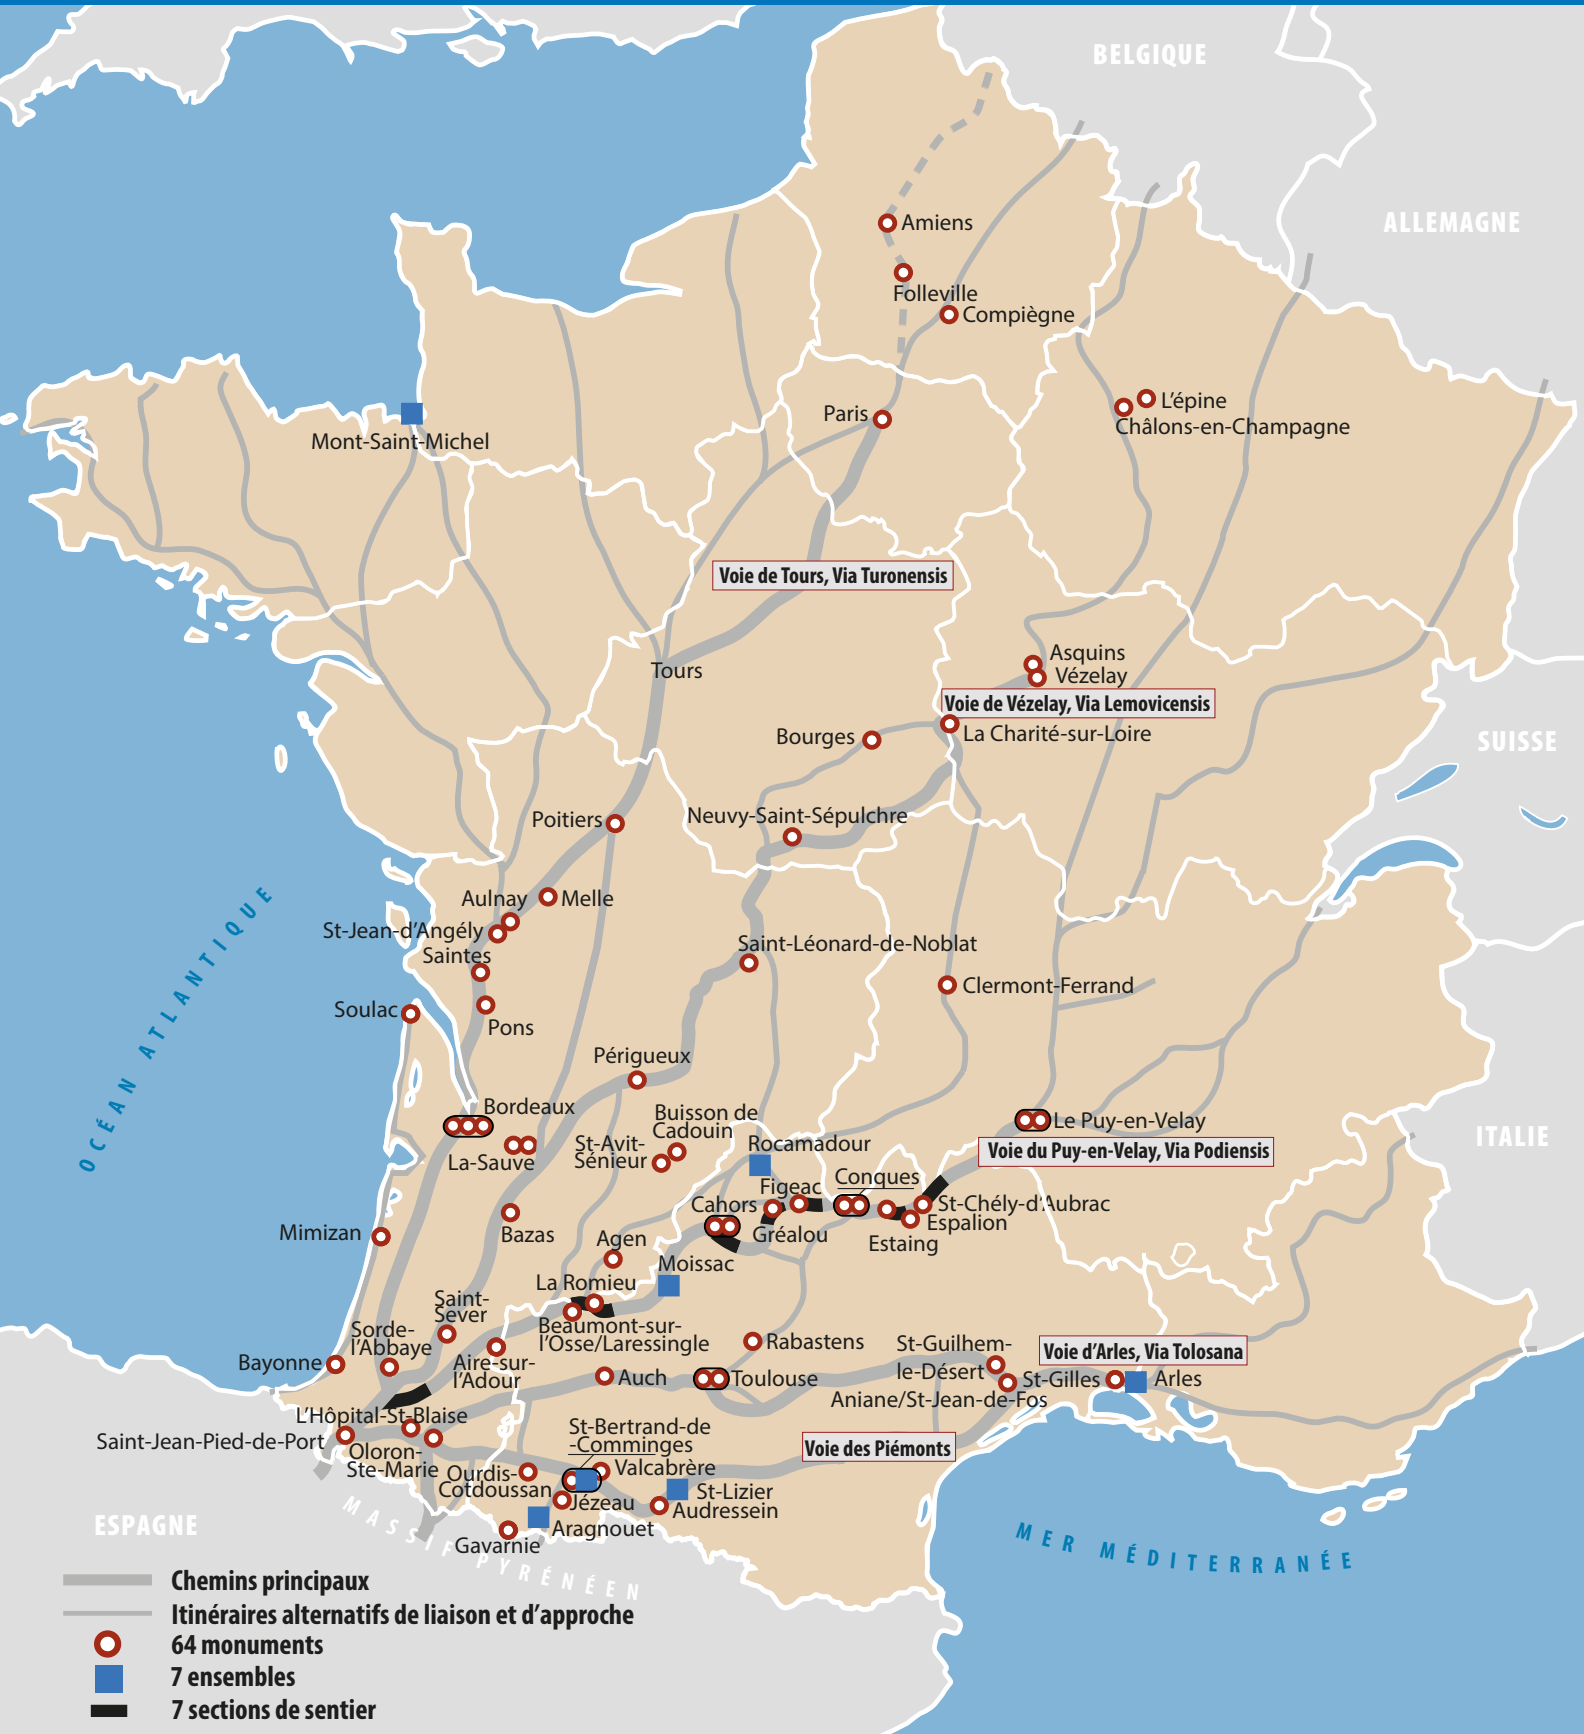 BELGIQUE
ALLEMAGNE
Amiens
Folleville
Compiègne
L'épine
Paris
Châlons-en-Champagne
Mont-Saint-Michel
Voie de Tours, Via Turonensis
Asquins
Tours
Vézelay
Voie de Vézelay, Via Lemovicensis
Bourges
La Charité-sur-Loire
SUISSE
Poitiers
Neuvy-Saint-Sépulchre
Aulnay
Melle
St-Jean-d'Angély
Saintes
Saint-Léonard-de-Noblat
OCÉAN ATLANTIQUE
Clermont-Ferrand
Soulac
Pons
Périgueux
Bordeaux
Buisson de
Cadouin
Le Puy-en-Velay
ITALIE
La-Sauve
St-Avit-
Sénieur
Rocamadour
Voie du Puy-en-Velay, Via Podiensis
Figeac
Conques
Cahors
St-Chély-d'Aubrac
Espalion
Mimizan
Bazas
Agen
Gréalou
Estaing
Moissac
La Romieu
Saint-
Sever
Beaumont-sur-
l'Osse/Laressingle
Sorde-
l'Abbaye
Rabastens
St-Guilhem-
le-Désert
Voie d'Arles, Via Tolosana
Bayonne
Aire-sur-
l'Adour
Auch
Toulouse
St-Gilles
Arles
Aniane/St-Jean-de-Fos
L'Hôpital-St-Blaise
Saint-Jean-Pied-de-Port
Oloron-
Ste-Marie
St-Bertrand-de
-Comminges
Voie des Piémonts
Valcabrère
Ourdis-
Cotdoussan
St-Lizier
Jézeau
Audressein
Aragnouet
Gavarnie
ESPAGNE
MASSIF PYRÉNÉEN
MER MÉDITERRANÉE
Chemins principaux
Itinéraires alternatifs de liaison et d'approche
64 monuments
7 ensembles
7 sections de sentier